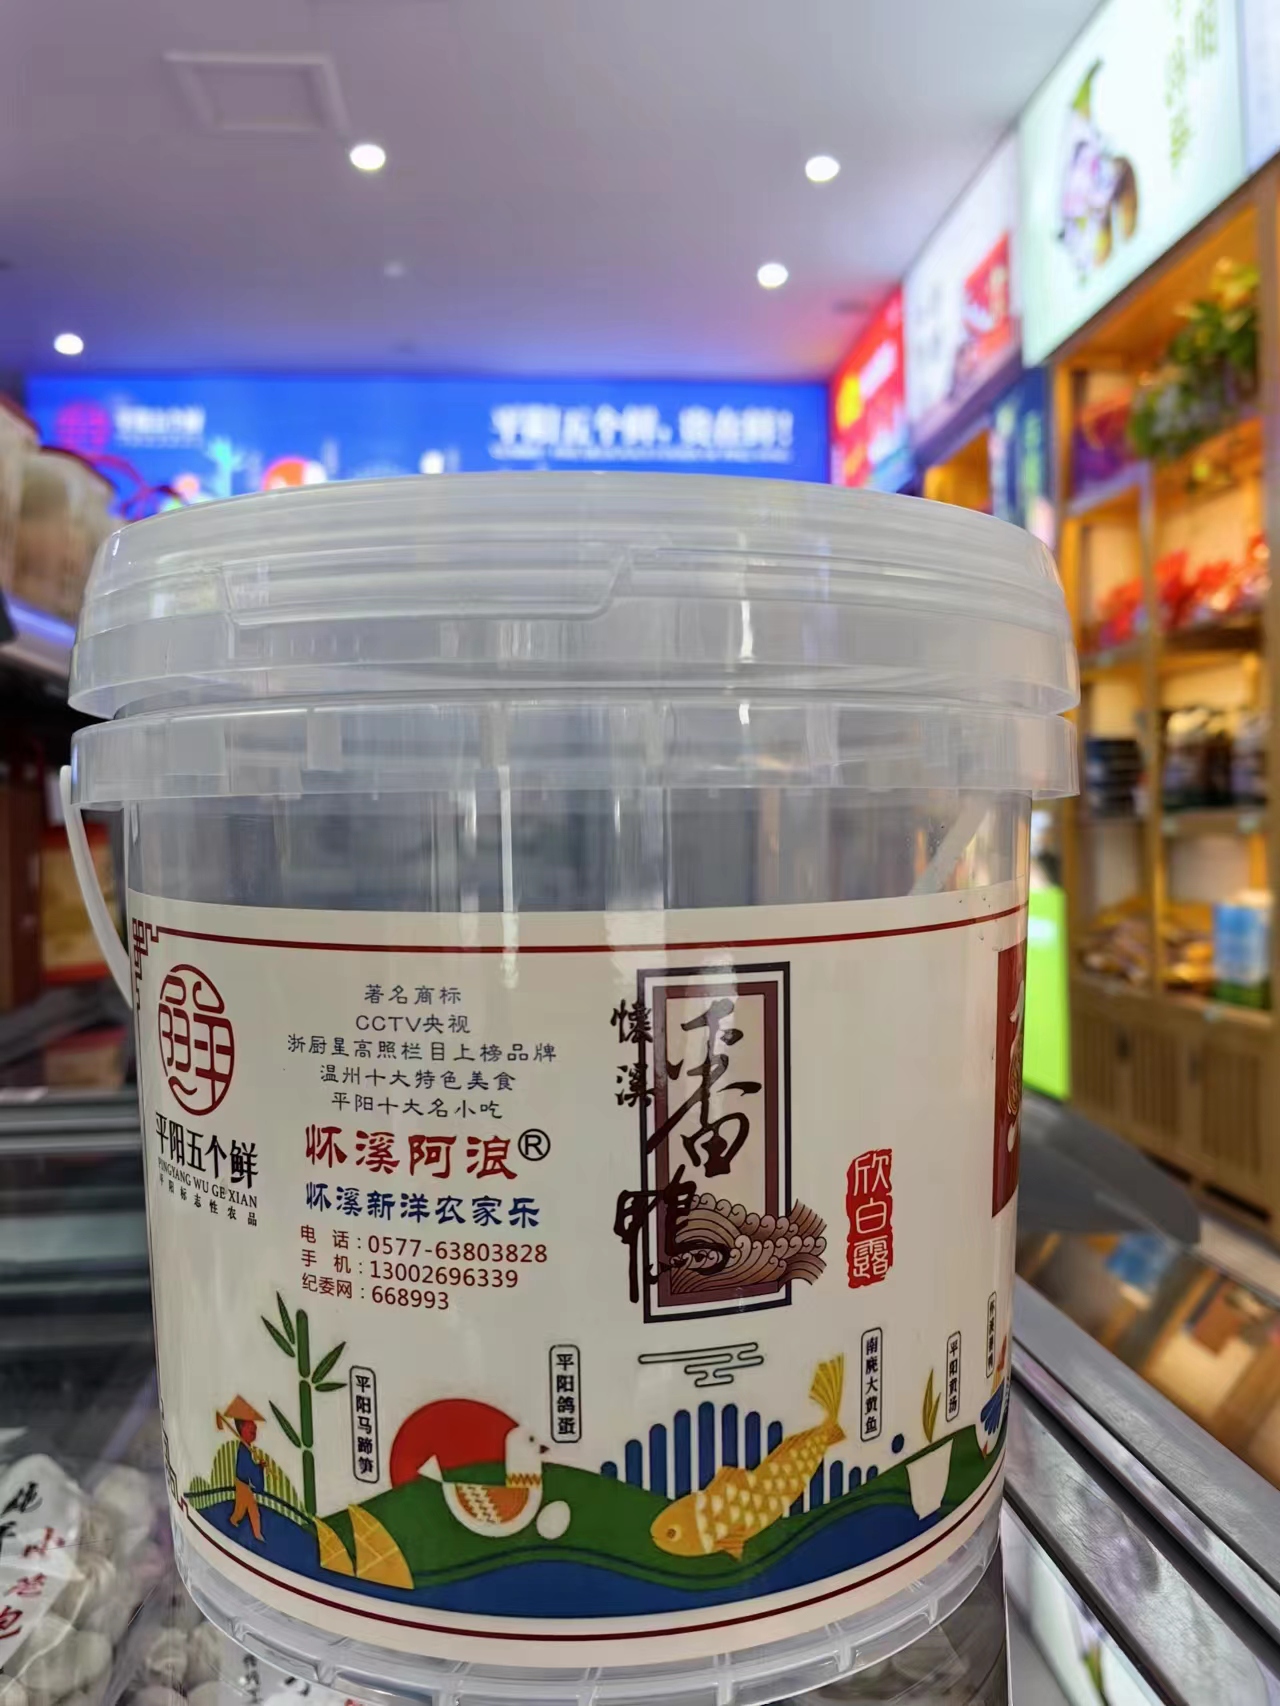 平阳五个鲜,
鲜
平阳五个鲜
PINGYANG WU GE XIAN
平阳标志性农品
著名商标
CCTV央视
浙厨星高照栏目上榜品牌
温州十大特色美食
平阳十大名小吃
怀溪阿浪®
怀溪新洋农家乐
电 话:0577-63803828
手 机:13002696339
纪委网:668993
懷溪
番鸭
欣白露
平阳马蹄笋
平阳鸽蛋
南麂大黄鱼
平阳黄汤
小芭包